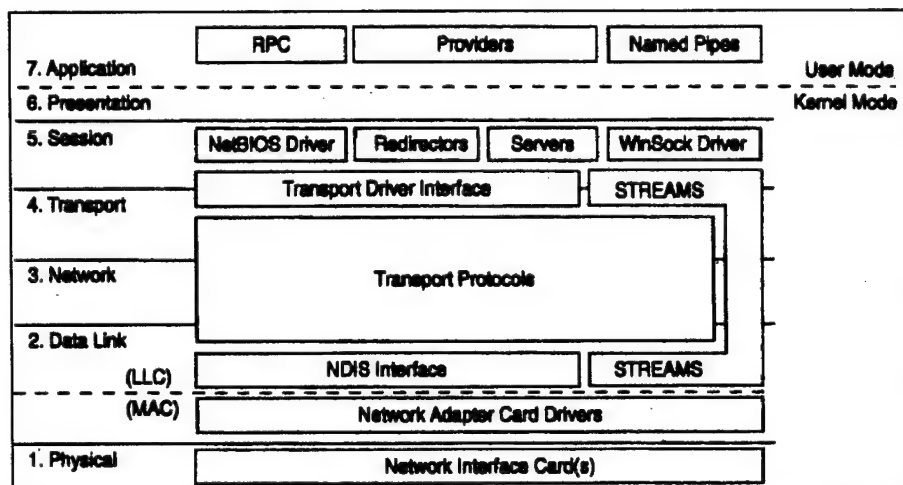 RPC Providers Named Pipes
7. Application User Mode
6. Presentation Kernel Mode
5. Session NetBIOS Driver Redirectors Servers WinSock Driver
Transport Driver Interface STREAMS
4. Transport
3. Network Transport Protocols
2. Data Link
NDIS Interface STREAMS
(LLC)
(MAC) Network Adapter Card Drivers
1. Physical Network Interface Card(s)